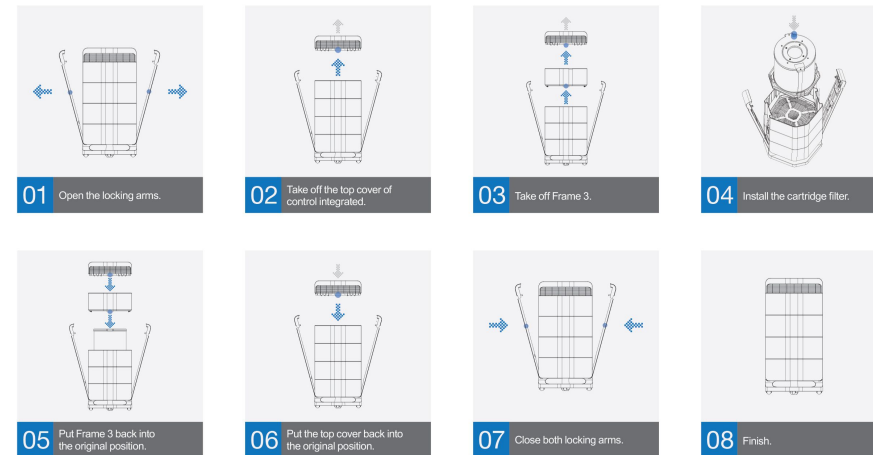 01 Open the locking arms.
02 Take off the top cover of
control integrated.
03 Take off Frame 3.
04 Install the cartridge filter.
05 Put Frame 3 back into
the original position.
06 Put the top cover back into
the original position.
07 Close both locking arms.
08 Finish.